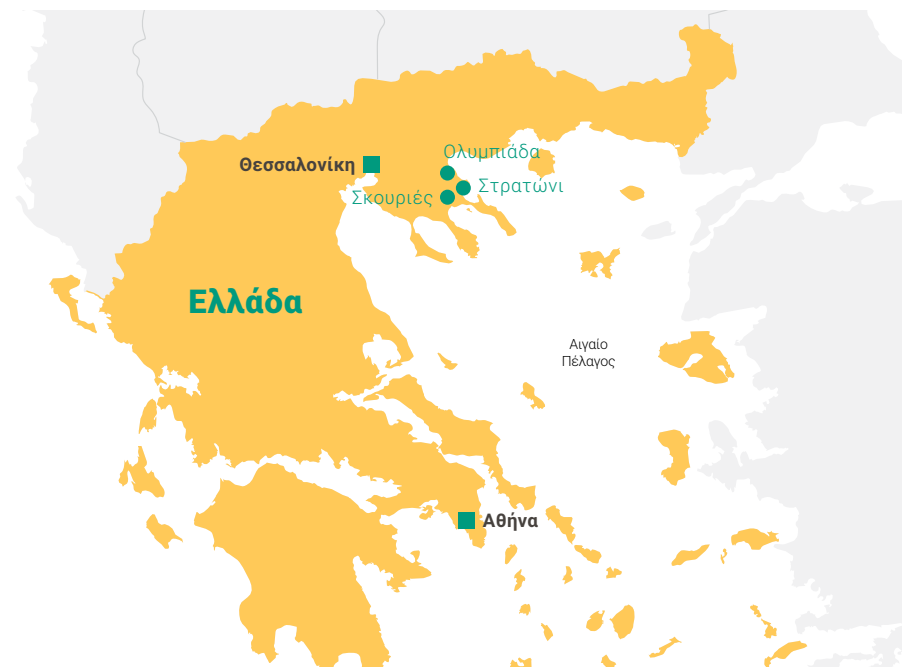 Ολυμπιάδα
Θεσσαλονίκη
Στρατώνι
Σκουριές
Ελλάδα
Αιγαίο
Πέλαγος
Αθήνα